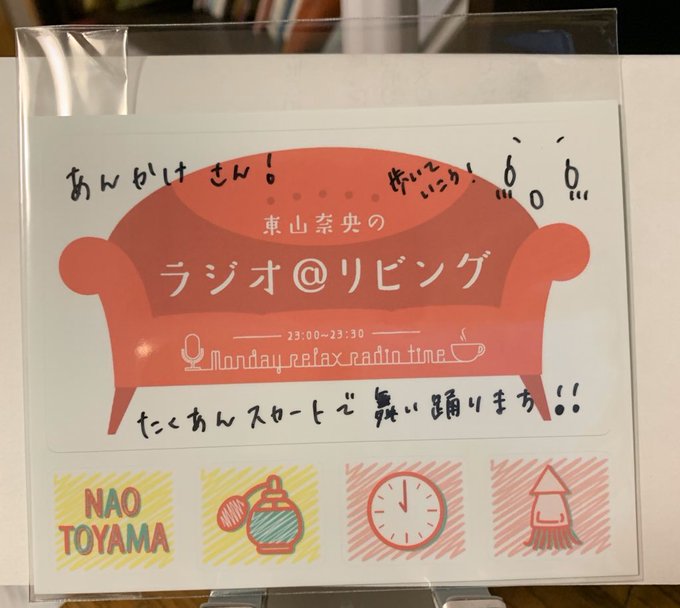 あんかけ さん!
歩いて
いこう!
東山奈央の
ラジオ@リビング
23:00~23:30
Monday relax radio time
たくあんスカートで 舞い踊りまち!!
NAO
TOYAMA